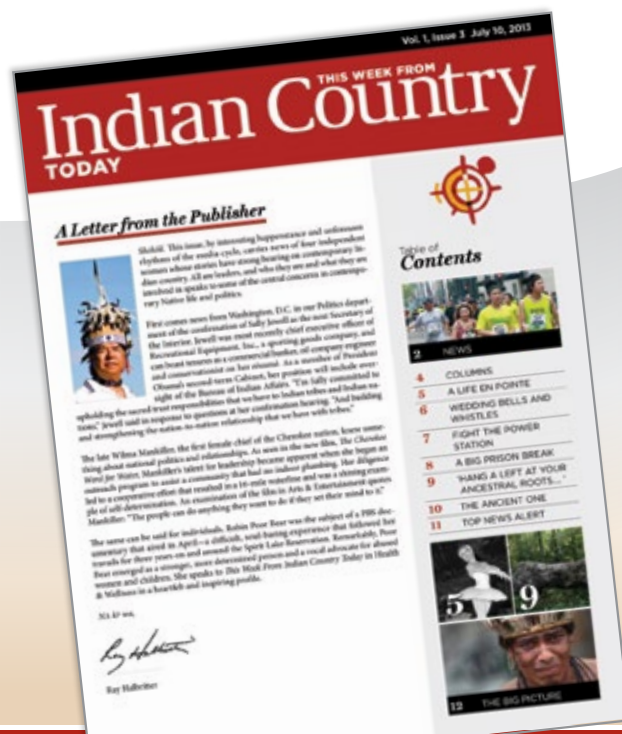 Vol. 1, Issue 3 July 10, 2013
THIS WEEK FROM
Indian Country
TODAY
A Letter from the Publisher
Shekóli. This issue, by interesting happenstance and unforeseen
rhythms of the media cycle, carries news of four independent
women whose stories have strong bearing on contemporary In-
dian country. All are leaders, and who they are and what they are
involved in speaks to some of the central concerns in contempo-
rary Native life and politics.
First comes news from Washington, D.C. in our Politics depart-
ment of the confirmation of Sally Jewell as the next Secretary of
the Interior. Jewell was most recently chief executive officer of
Recreational Equipment, Inc., a sporting goods company, and
can boast tenures as a commercial banker, oil company engineer
and conservationist on her résumé. As a member of President
Obama's second-term Cabinet, her position will include over-
sight of the Bureau of Indian Affairs. "I'm fully committed to
upholding the sacred trust responsibilities that we have to Indian tribes and Indian na-
tions," Jewell said in response to questions at her confirmation hearing. "And building
and strengthening the nation-to-nation relationship that we have with tribes."
The late Wilma Mankiller, the first female chief of the Cherokee nation, knew some-
thing about national politics and relationships. As seen in the new film, The Cherokee
Word for Water, Mankiller's talent for leadership became apparent when she began an
outreach program to assist a community that had no indoor plumbing. Her diligence
led to a cooperative effort that resulted in a 16-mile waterline and was a shining exam-
ple of self-determination. An examination of the film in Arts & Entertainment quotes
Mankiller: "The people can do anything they want to do if they set their mind to it."
The same can be said for individuals. Robin Poor Bear was the subject of a PBS doc-
umentary that aired in April—a difficult, soul-baring experience that followed her
travails for three years on and around the Spirit Lake Reservation. Remarkably, Poor
Bear emerged as a stronger, more determined person and a vocal advocate for abused
women and children. She speaks to This Week From Indian Country Today in Health
& Wellness in a heartfelt and inspiring profile.
Ray Halbritter
Table of
Contents
2 NEWS
4 COLUMNS
5 A LIFE EN POINTE
6 WEDDING BELLS AND
WHISTLES
7 FIGHT THE POWER
STATION
8 A BIG PRISON BREAK
9 'HANG A LEFT AT YOUR
ANCESTRAL ROOTS...'
10 THE ANCIENT ONE
11 TOP NEWS ALERT
5 9
12 THE BIG PICTURE